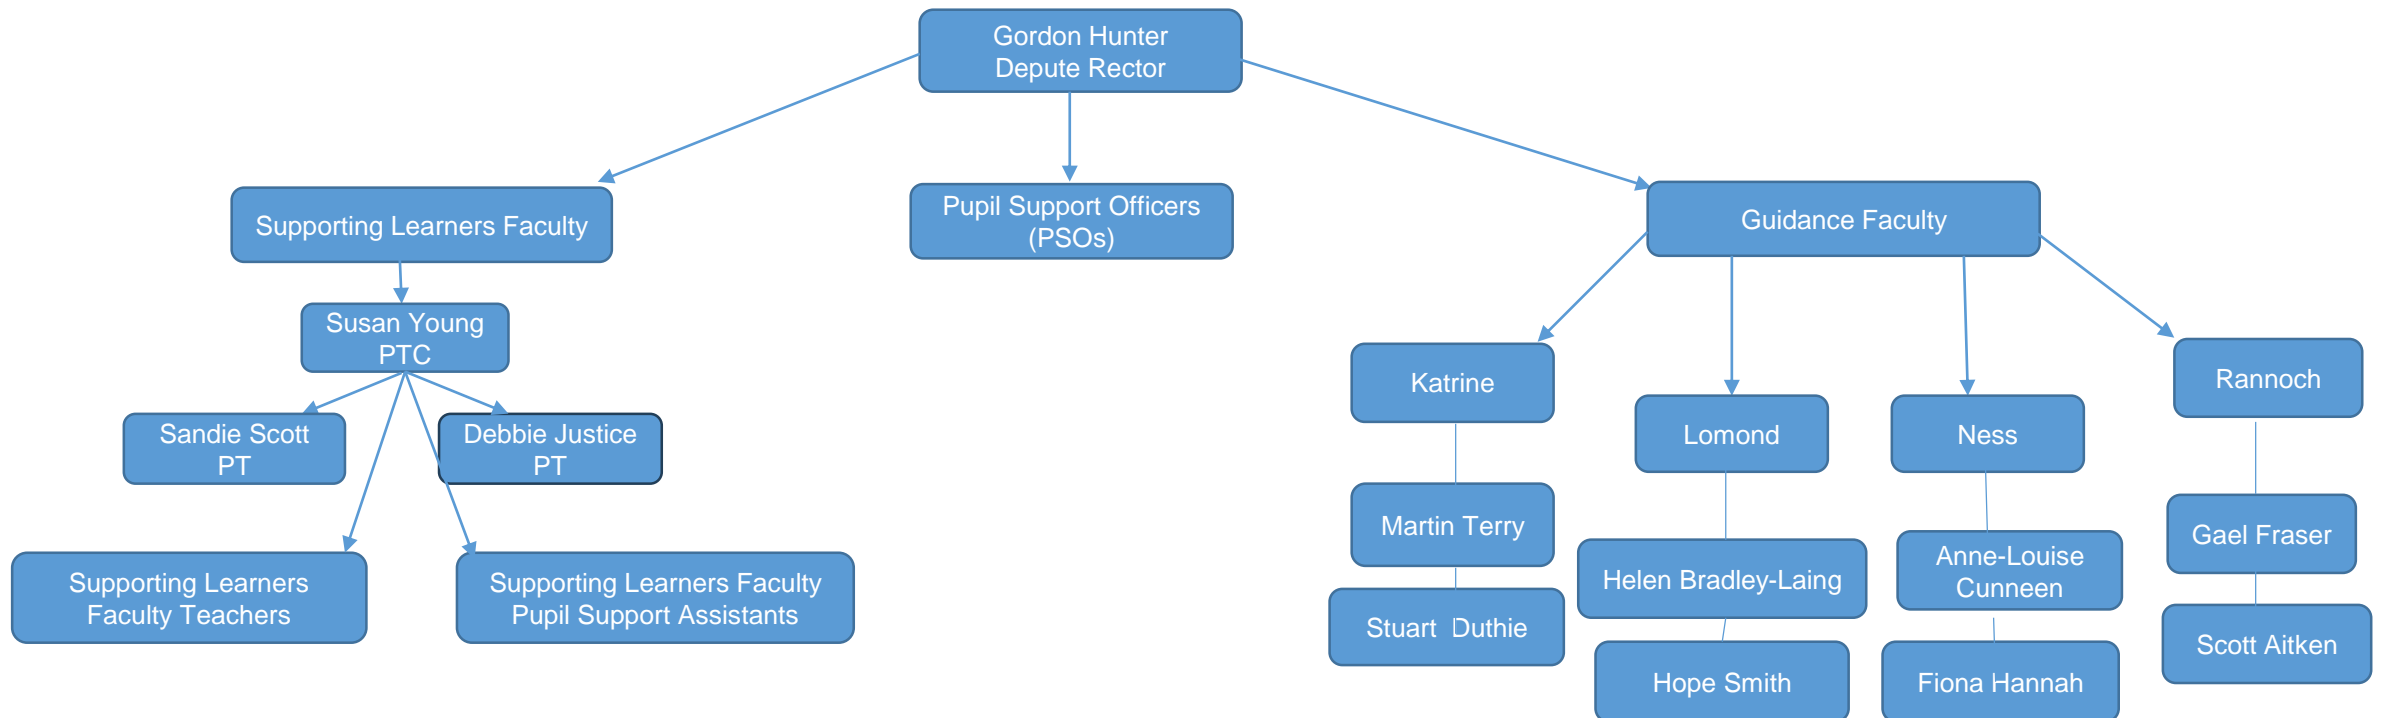 Gordon Hunter
Depute Rector
Supporting Learners Faculty
Pupil Support Officers
(PSOs)
Guidance Faculty
Susan Young
PTC
Sandie Scott
PT
Debbie Justice
PT
Supporting Learners
Faculty Teachers
Supporting Learners Faculty
Pupil Support Assistants
Katrine
Martin Terry
Stuart Duthie
Lomond
Helen Bradley-Laing
Hope Smith
Ness
Anne-Louise
Cunneen
Fiona Hannah
Rannoch
Gael Fraser
Scott Aitken